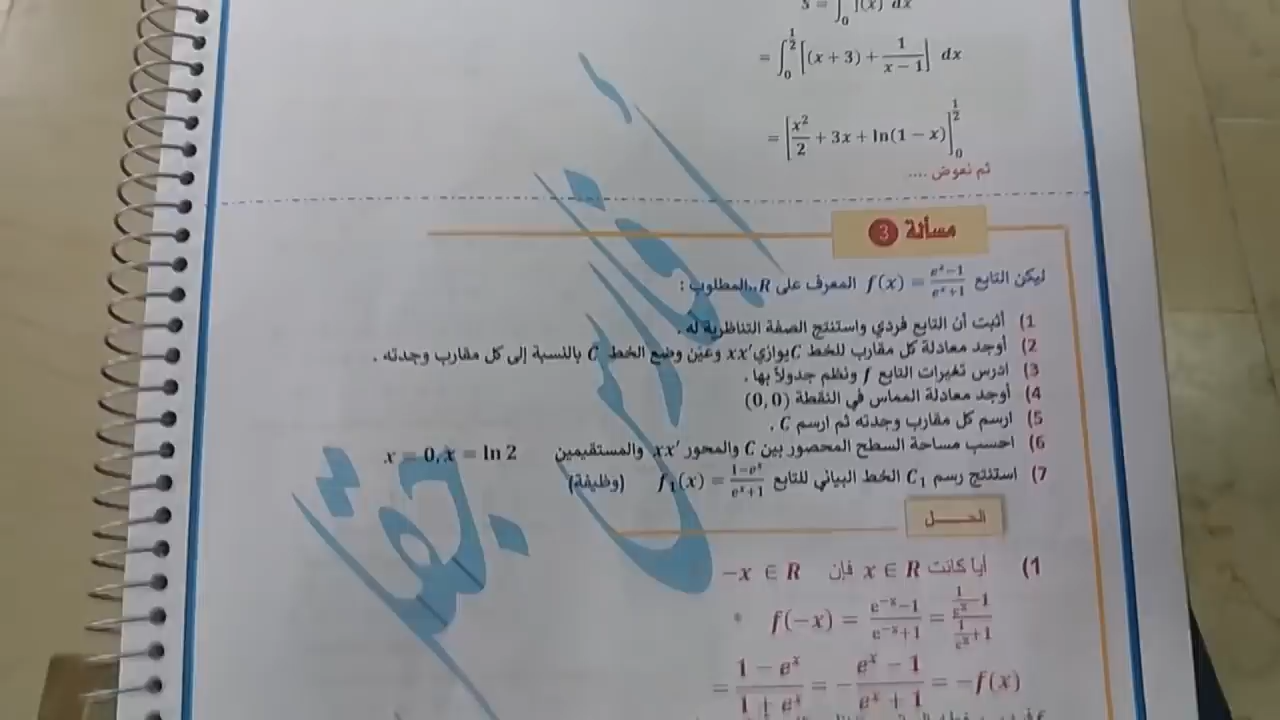 S = ∫₀ f(x) dx
= ∫₀^{1/2} [(x + 3) + 1/(x − 1)] dx
= [x²/2 + 3x + ln(1 − x)]₀^{1/2}
ثم نعوض ....
مسألة 3
ليكن التابع f(x) = (eˣ−1)/(eˣ+1) المعرف على R..المطلوب :
1) أثبت أن التابع فردي واستنتج الصفة التناظرية له .
2) أوجد معادلة كل مقارب للخط C يوازي xx′ وعيّن وضع الخط C بالنسبة إلى كل مقارب وجدته .
3) ادرس تغيرات التابع f ونظم جدولاً بها .
4) أوجد معادلة المماس في النقطة (0,0)
5) ارسم كل مقارب وجدته ثم ارسم C .
6) احسب مساحة السطح المحصور بين C والمحور xx′ والمستقيمين x = 0, x = ln 2
7) استنتج رسم C₁ الخط البياني للتابع f₁(x) = (1−eˣ)/(eˣ+1) (وظيفة)
الحـــل
1) أيا كانت x ∈ R فإن −x ∈ R
f(−x) = (e⁻ˣ−1)/(e⁻ˣ+1) = (1/eˣ −1)/(1/eˣ +1)
= (1 − eˣ)/(1 + eˣ) = − (eˣ − 1)/(eˣ + 1) = −f(x)